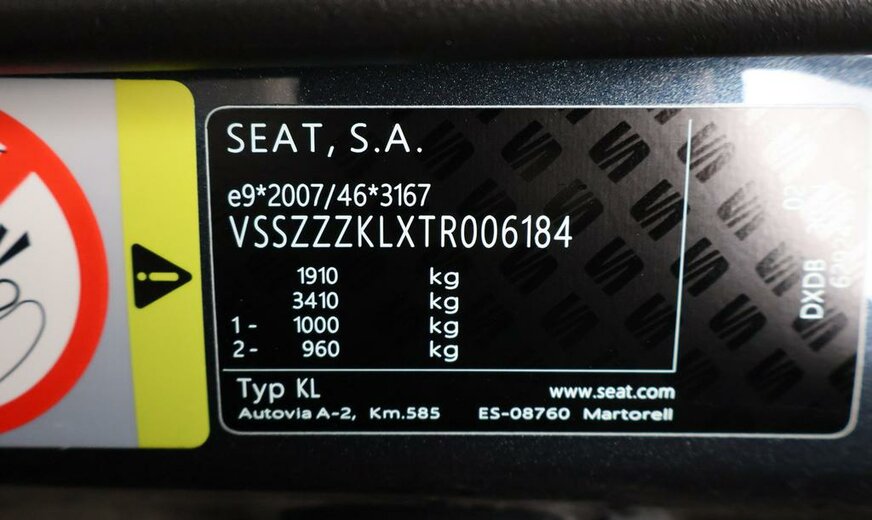 SEAT, S.A.
e9*2007/46*3167
VSSZZZKLXTR006184
1910 kg
3410 kg
1- 1000 kg
2- 960 kg
Typ KL www.seat.com
Autovia A-2, Km.585 ES-08760 Martorell
DXDB